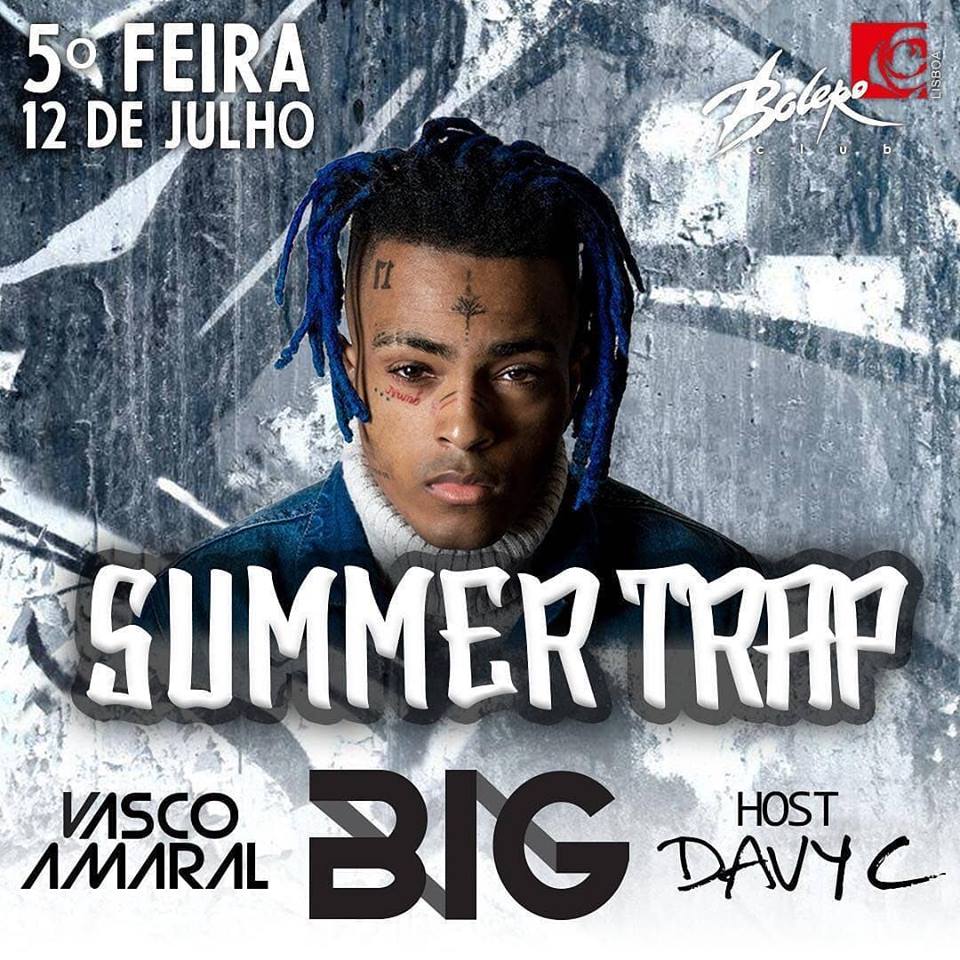 5º FEIRA
12 DE JULHO
Bolero
club
LISBOA
SUMMER TRAP
VASCO
AMARAL
BIG
HOST
DAVY C